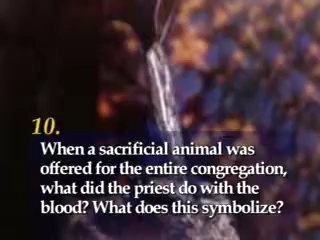 10.
When a sacrificial animal was
offered for the entire congregation,
what did the priest do with the
blood? What does this symbolize?